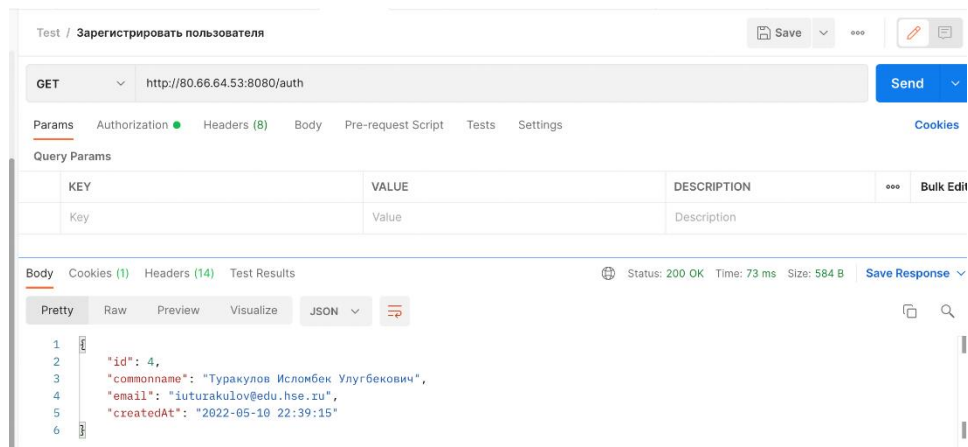 Test / Зарегистрировать пользователя Save ooo
GET http://80.66.64.53:8080/auth Send
Params Authorization Headers (8) Body Pre-request Script Tests Settings Cookies
Query Params
KEY VALUE DESCRIPTION ooo Bulk Edit
Key Value Description
Body Cookies (1) Headers (14) Test Results Status: 200 OK Time: 73 ms Size: 584 B Save Response
Pretty Raw Preview Visualize JSON
1 {
2 "id": 4,
3 "commonname": "Туракулов Исломбек Улугбекович",
4 "email": "iuturakulov@edu.hse.ru",
5 "createdAt": "2022-05-10 22:39:15"
6 }